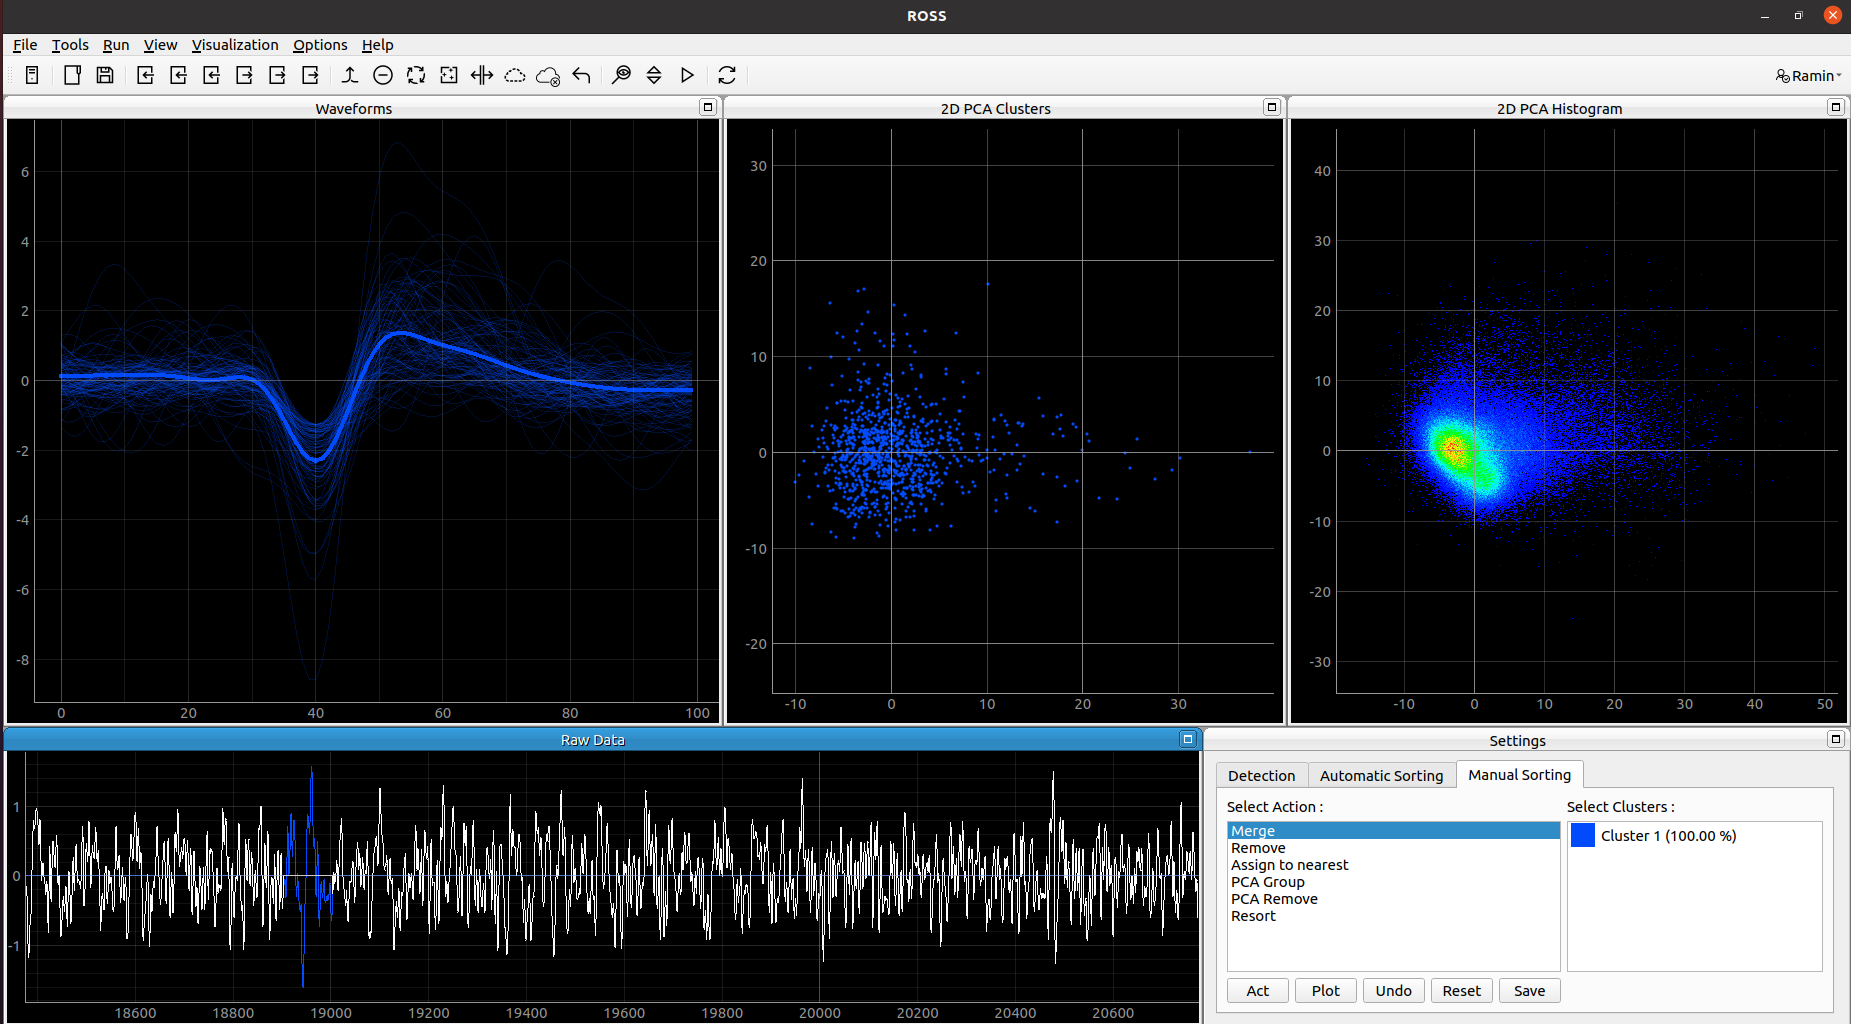 ROSS
File Tools Run View Visualization Options Help
Ramin
Waveforms
6
4
2
0
-2
-4
-6
-8
0 20 40 60 80 100
2D PCA Clusters
30
20
10
0
-10
-20
-10 0 10 20 30
2D PCA Histogram
40
30
20
10
0
-10
-20
-30
-10 0 10 20 30 40 50
Raw Data
1
0
-1
18600 18800 19000 19200 19400 19600 19800 20000 20200 20400 20600
Settings
Detection Automatic Sorting Manual Sorting
Select Action :
Merge
Remove
Assign to nearest
PCA Group
PCA Remove
Resort
Select Clusters :
Cluster 1 (100.00 %)
Act Plot Undo Reset Save